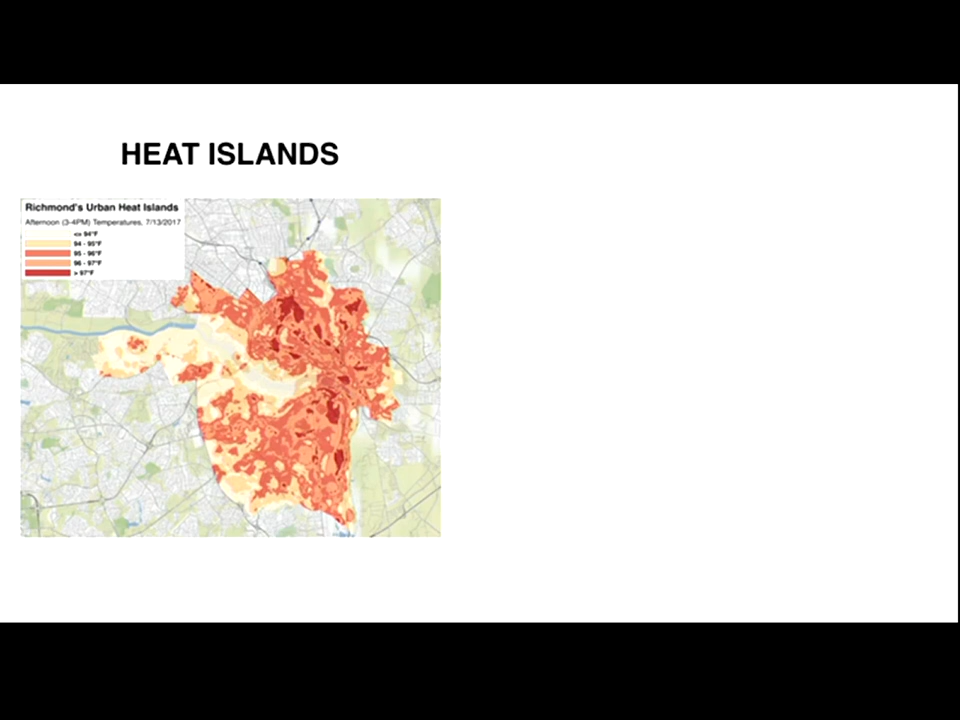 HEAT ISLANDS
Richmond's Urban Heat Islands
Afternoon (3-4PM) Temperatures, 7/13/2017
<= 94°F
94 - 95°F
95 - 96°F
96 - 97°F
> 97°F